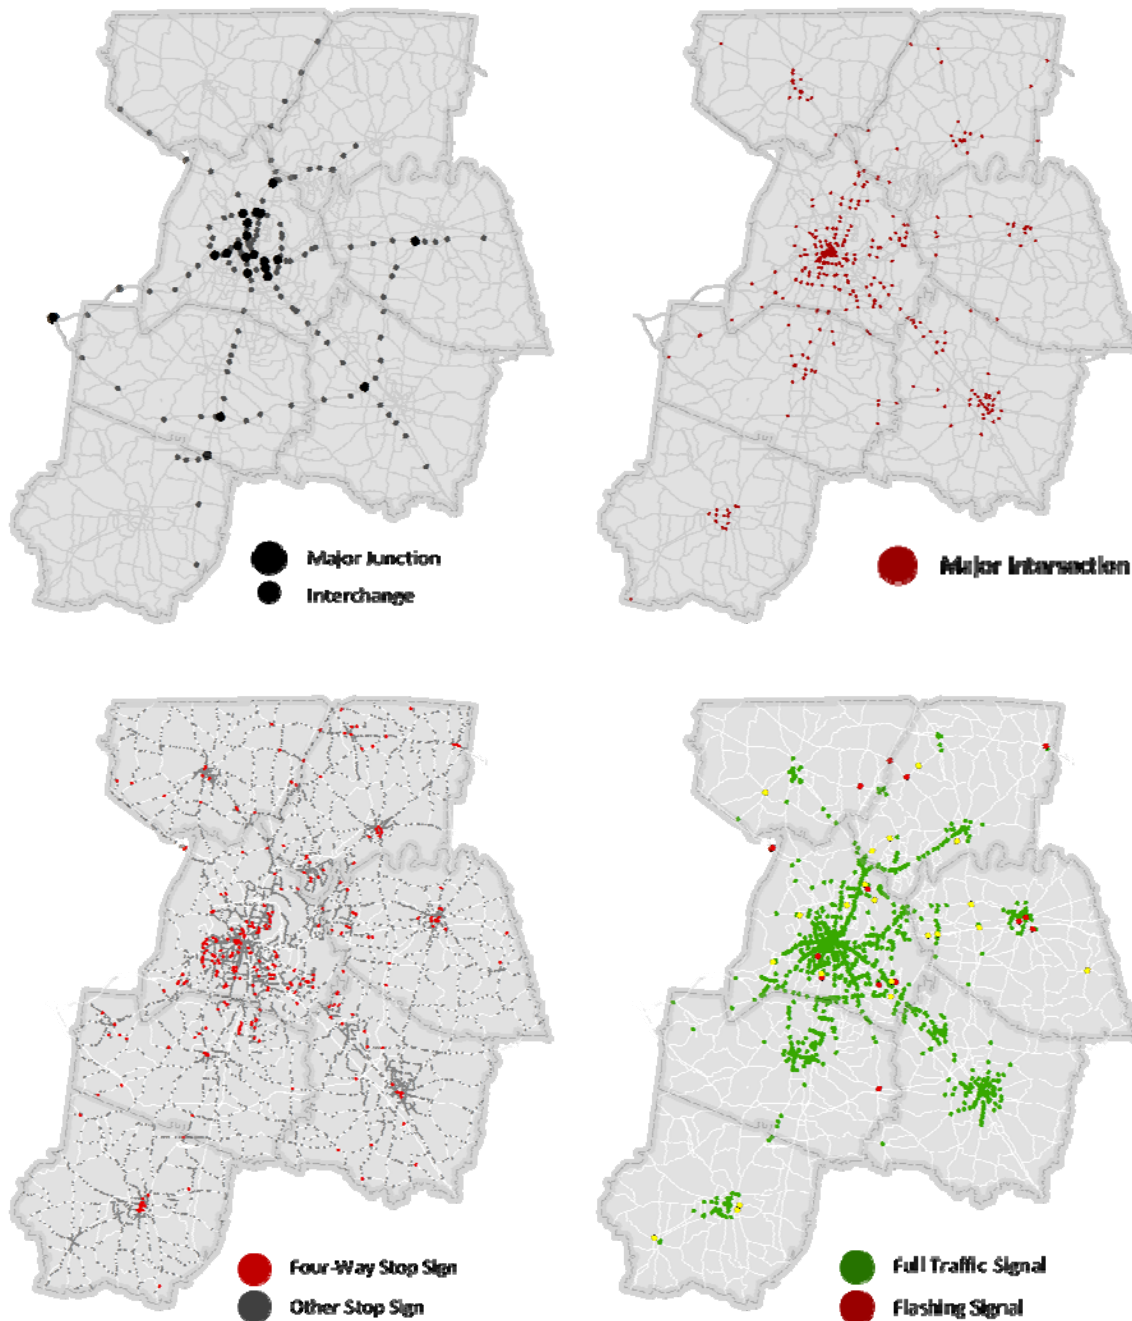 Major Junction
Interchange
Major Intersection
Four-Way Stop Sign
Other Stop Sign
Full Traffic Signal
Flashing Signal